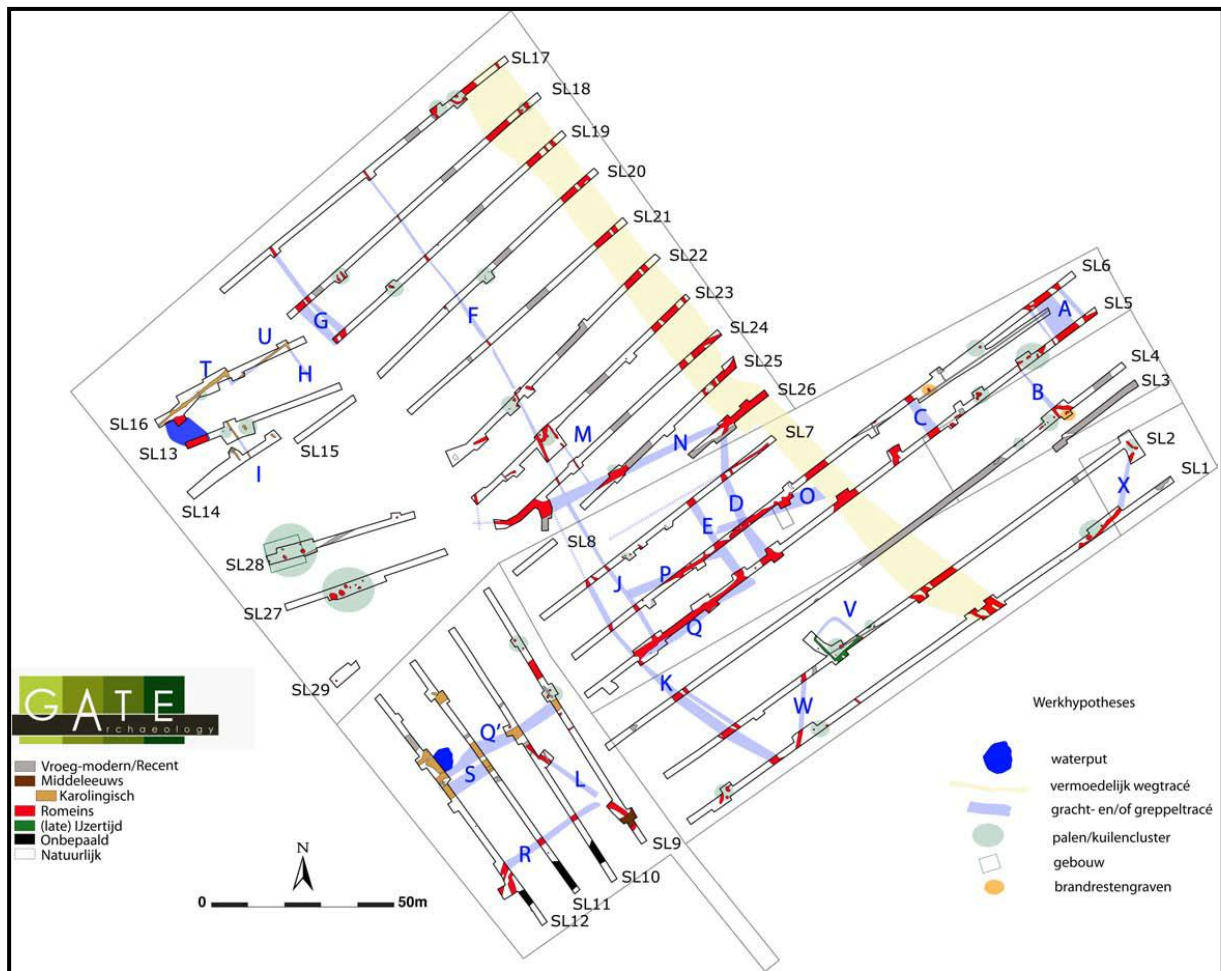 SL17
SL18
SL19
SL20
SL21
SL22
SL23
SL24
SL25
SL26
SL6
SL5
SL4
SL3
SL2
SL1
SL7
A
B
C
X
F
G
U
T
H
SL16
SL13
SL15
I
SL14
M
N
D
O
E
SL8
J
P
Q
K
V
W
SL28
SL27
SL29
Q'
S
L
R
SL9
SL10
SL11
SL12
GATE
rchaeology
Vroeg-modern/Recent
Middeleeuws
Karolingisch
Romeins
(late) IJzertijd
Onbepaald
Natuurlijk
N
0 50m
Werkhypotheses
waterput
vermoedelijk wegtracé
gracht- en/of greppeltracé
palen/kuilencluster
gebouw
brandrestengraven